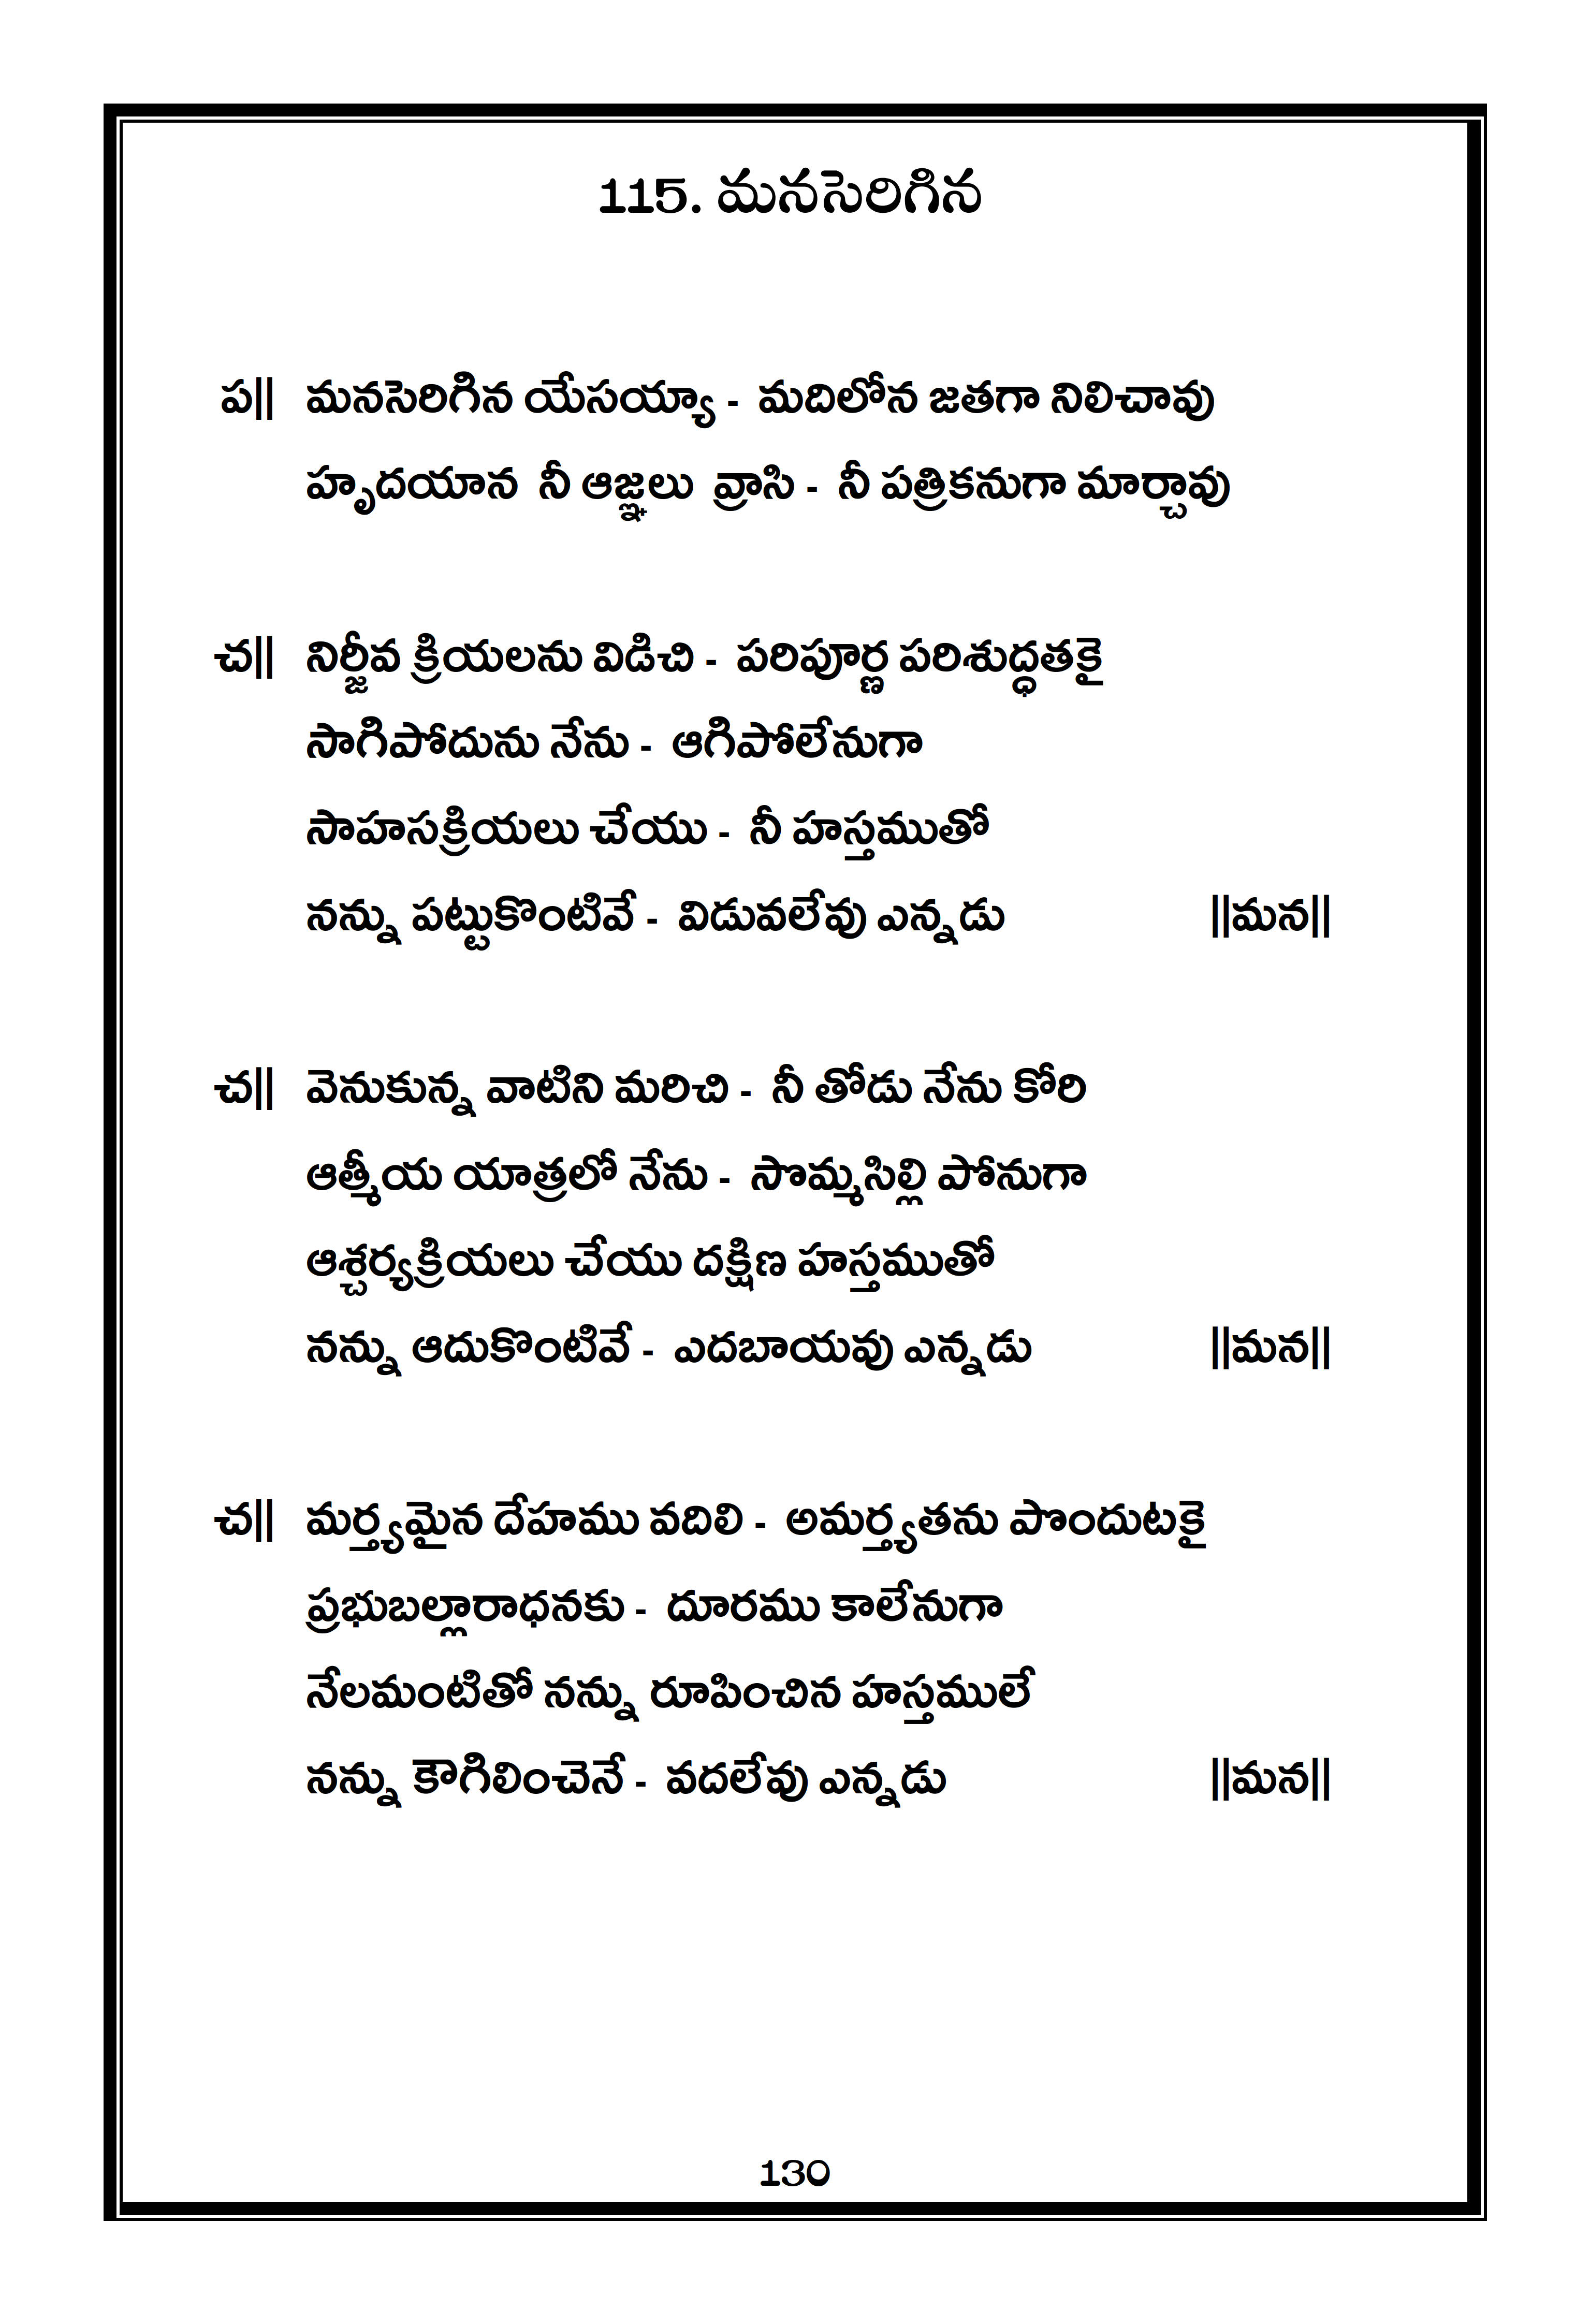 115. మనసెరిగిన
ప|| మనసెరిగిన యేసయ్యా - మదిలోన జతగా నిలిచావు
హృదయాన నీ ఆజ్ఞలు వ్రాసి - నీ పత్రికనుగా మార్చావు
చ|| నిర్జీవ క్రియలను విడిచి - పరిపూర్ణ పరిశుద్ధతకై
సాగిపోదును నేను - ఆగిపోలేనుగా
సాహసక్రియలు చేయు - నీ హస్తముతో
నన్ను పట్టుకొంటివే - విడువలేవు ఎన్నడు ||మన||
చ|| వెనుకున్న వాటిని మరిచి - నీ తోడు నేను కోరి
ఆత్మీయ యాత్రలో నేను - సొమ్మసిల్లి పోనుగా
ఆశ్చర్యక్రియలు చేయు దక్షిణ హస్తముతో
నన్ను ఆదుకొంటివే - ఎదబాయవు ఎన్నడు ||మన||
చ|| మర్త్యమైన దేహము వదిలి - అమర్త్యతను పొందుటకై
ప్రభుబల్లారాధనకు - దూరము కాలేనుగా
నేలమంటితో నన్ను రూపించిన హస్తములే
నన్ను కౌగిలించెనే - వదలేవు ఎన్నడు ||మన||
130